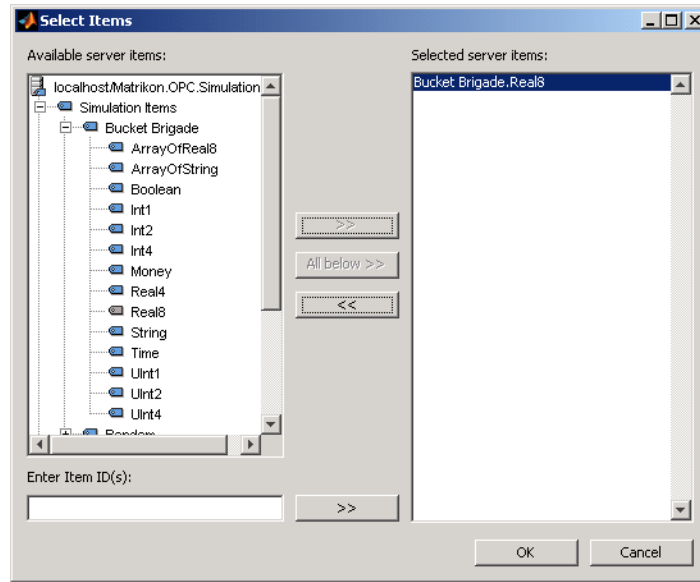 Select Items
Available server items:
localhost/Matrikon.OPC.Simulation
Simulation Items
Bucket Brigade
ArrayOfReal8
ArrayOfString
Boolean
Int1
Int2
Int4
Money
Real4
Real8
String
Time
UInt1
UInt2
UInt4
Random
Enter Item ID(s):
>>
All below >>
<<
>>
Selected server items:
Bucket Brigade.Real8
OK
Cancel